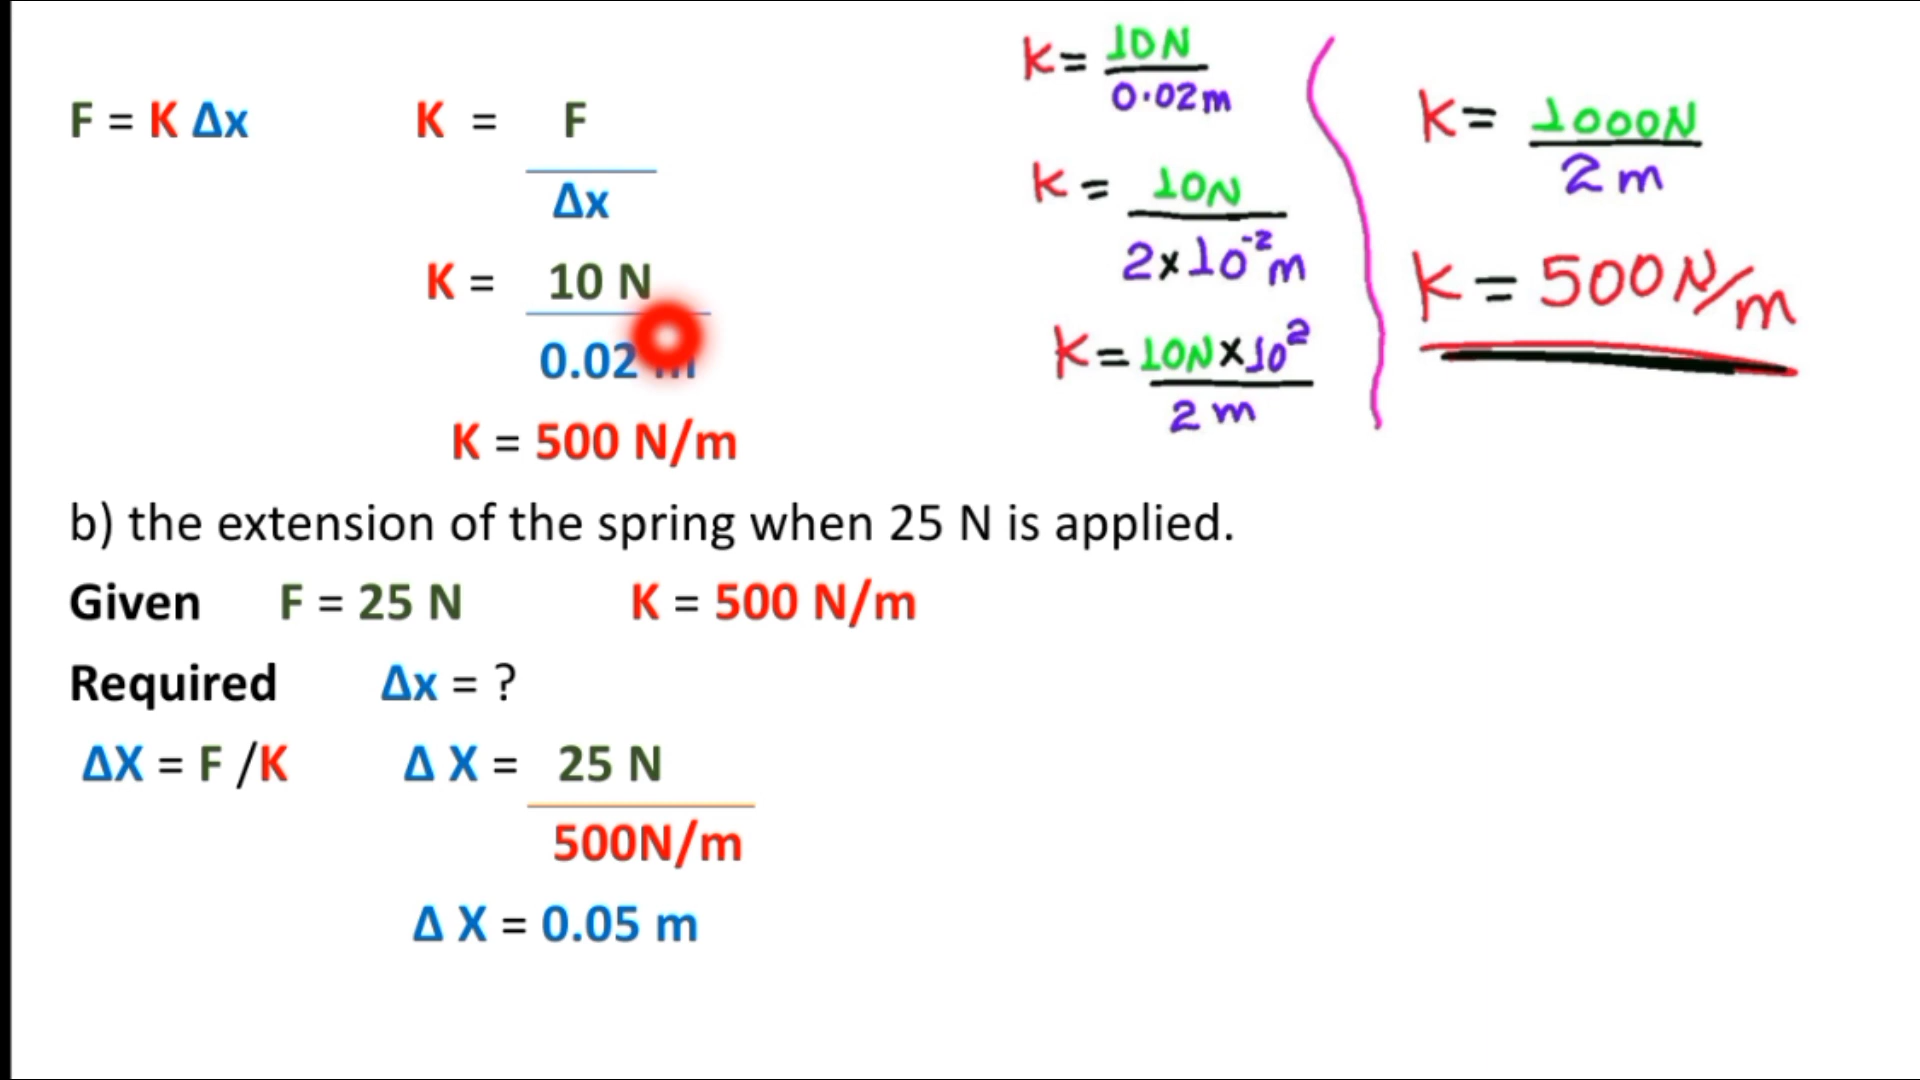 F = K Δx K = F
Δx
K = 10 N
0.02 m
K = 500 N/m
b) the extension of the spring when 25 N is applied.
Given F = 25 N K = 500 N/m
Required Δx = ?
ΔX = F /K Δ X = 25 N
500N/m
Δ X = 0.05 m
K = 10N
0.02m
K = 10N
2×10⁻²m
K = 10N×10²
2 m
K = 1000N
2 m
K = 500N/m